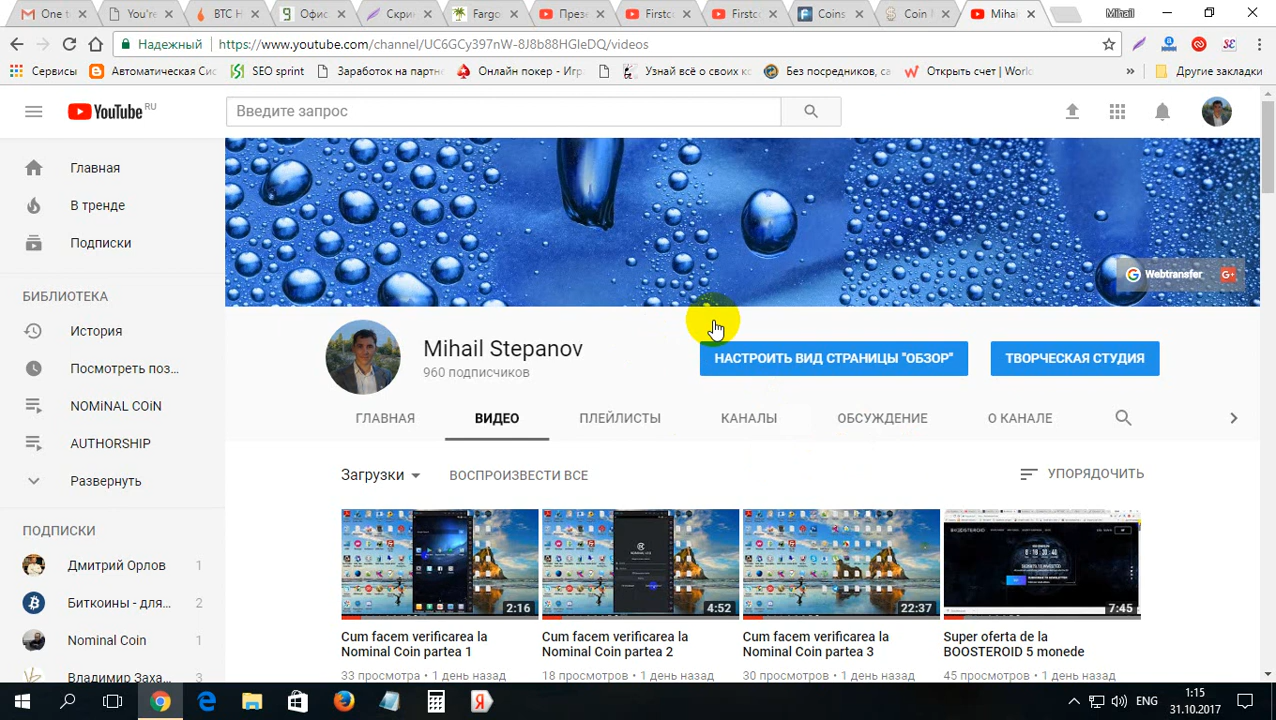 One t
You're
BTC H
Офис
Скри
Fargo
Презе
Firstc
Firstc
Coins
Coin M
Mihai
Mihail
Надежный https://www.youtube.com/channel/UC6GCy397nW-8J8b88HGIeDQ/videos
Сервисы
Автоматическая Сис
SEO sprint
Заработок на партн
Онлайн покер - Игр
Узнай всё о своих к
Без посредников, са
Открыть счет | Worl
Другие закладки
YouTube RU
Введите запрос
Главная
В тренде
Подписки
БИБЛИОТЕКА
История
Посмотреть поз...
NOMiNAL COiN
AUTHORSHIP
Развернуть
ПОДПИСКИ
Дмитрий Орлов 1
Биткоины - для... 2
Nominal Coin 1
Владимир Заха...
Webtransfer G+
Mihail Stepanov
960 подписчиков
НАСТРОИТЬ ВИД СТРАНИЦЫ "ОБЗОР"
ТВОРЧЕСКАЯ СТУДИЯ
ГЛАВНАЯ ВИДЕО ПЛЕЙЛИСТЫ КАНАЛЫ ОБСУЖДЕНИЕ О КАНАЛЕ
Загрузки ВОСПРОИЗВЕСТИ ВСЕ УПОРЯДОЧИТЬ
2:16
Cum facem verificarea la
Nominal Coin partea 1
33 просмотра • 1 день назад
4:52
Cum facem verificarea la
Nominal Coin partea 2
18 просмотров • 1 день назад
22:37
Cum facem verificarea la
Nominal Coin partea 3
30 просмотров • 1 день назад
7:45
Super oferta de la
BOOSTEROID 5 monede
45 просмотров • 1 день назад
ENG
1:15
31.10.2017